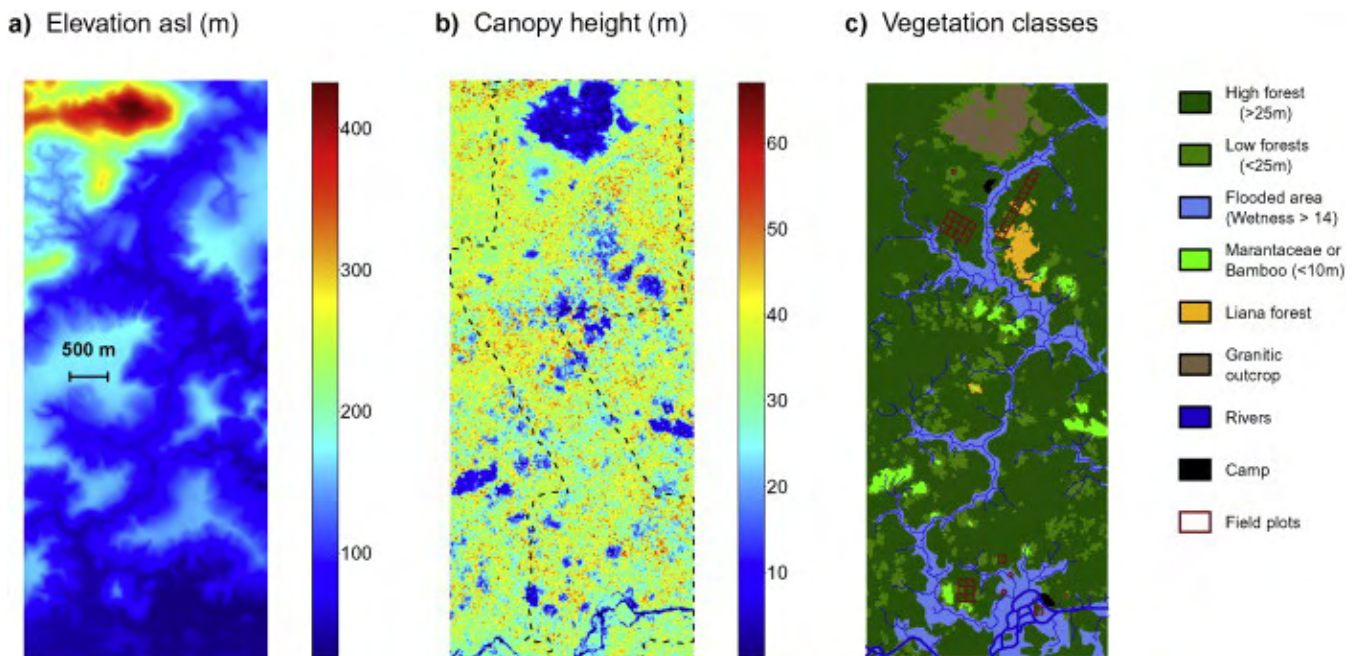 a) Elevation asl (m)
b) Canopy height (m)
c) Vegetation classes
400
300
200
100
500 m
60
50
40
30
20
10
High forest
(>25m)
Low forests
(<25m)
Flooded area
(Wetness > 14)
Marantaceae or
Bamboo (<10m)
Liana forest
Granitic
outcrop
Rivers
Camp
Field plots